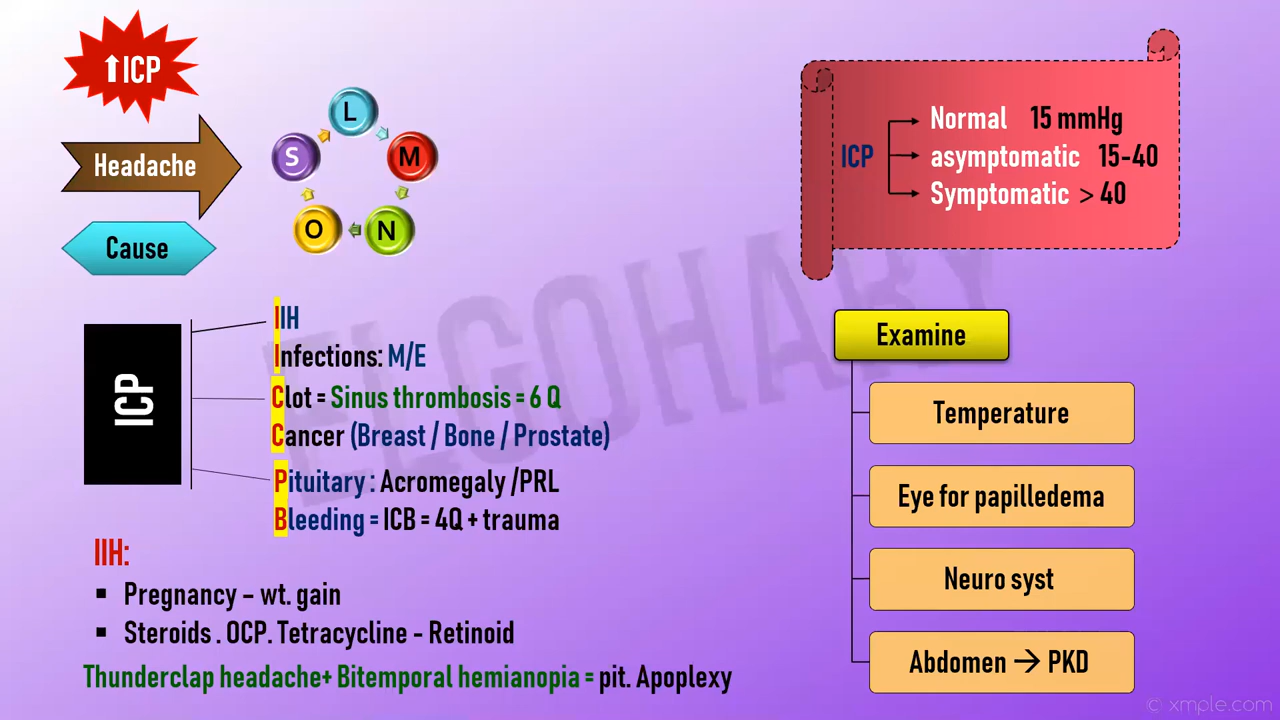 ⬆ICP
Headache
Cause
L
M
N
O
S
ICP
Normal 15 mmHg
asymptomatic 15-40
Symptomatic > 40
ICP
IIH
Infections: M/E
Clot = Sinus thrombosis = 6 Q
Cancer (Breast / Bone / Prostate)
Pituitary : Acromegaly /PRL
Bleeding = ICB = 4Q + trauma
IIH:
▪ Pregnancy – wt. gain
▪ Steroids . OCP. Tetracycline – Retinoid
Thunderclap headache+ Bitemporal hemianopia = pit. Apoplexy
Examine
Temperature
Eye for papilledema
Neuro syst
Abdomen → PKD
ELGOHARY
© xmple.com